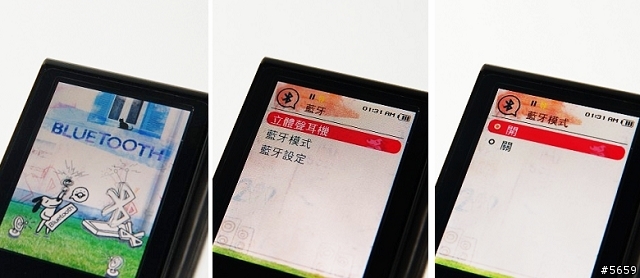 BLUETOOTH
Bluetooth
01:31 AM
藍牙
立體聲耳機
藍牙模式
藍牙設定
01:31 AM
藍牙模式
開
關
#5659